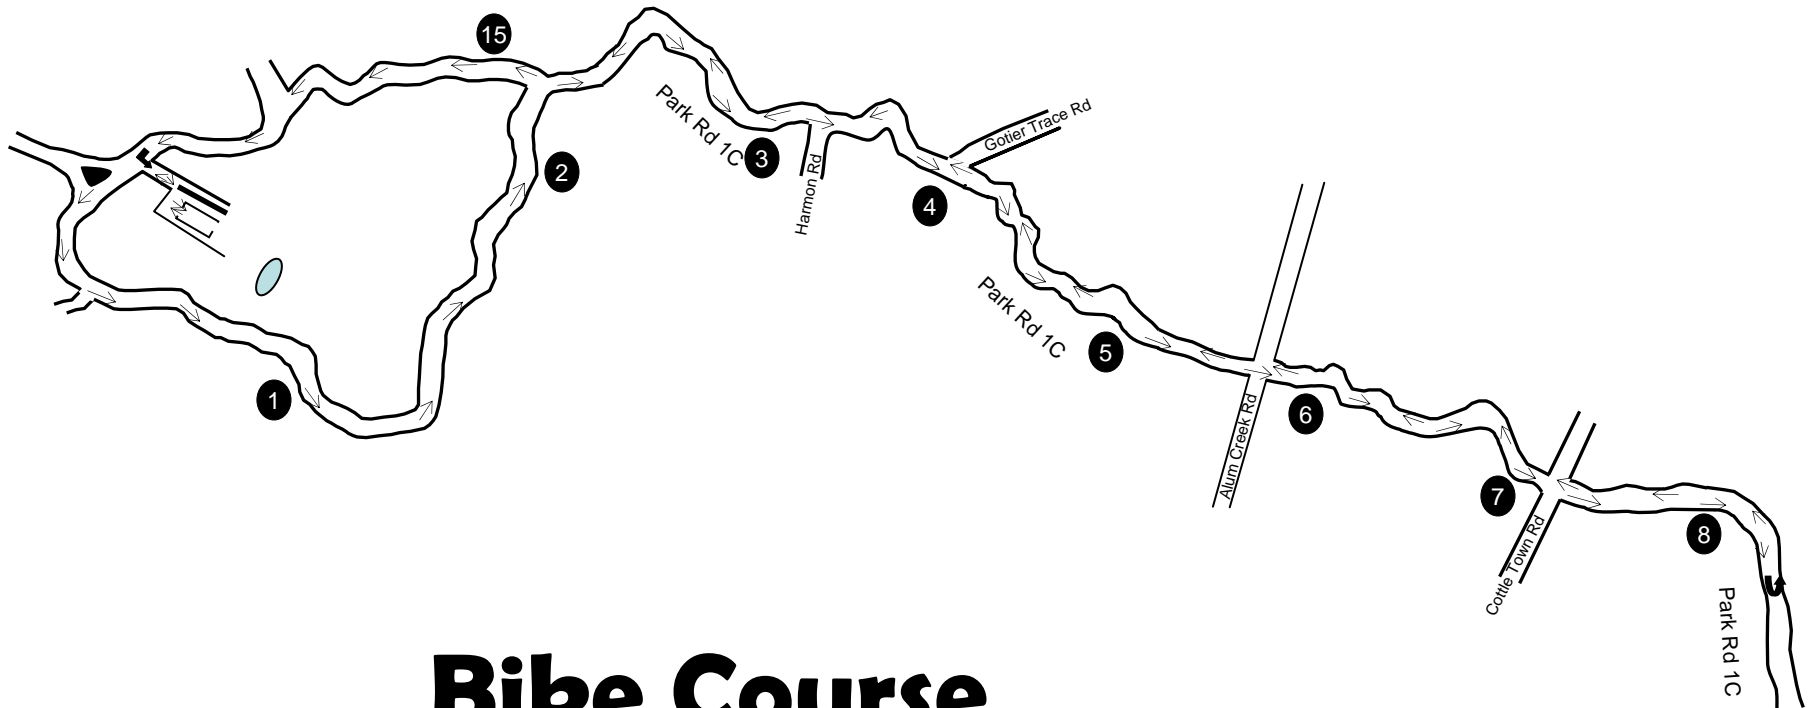 15
Park Rd 1C
3
Harmon Rd
Gotier Trace Rd
2
4
Park Rd 1C
5
1
Alum Creek Rd
6
7
Cottle Town Rd
8
Park Rd 1C
Bike Course